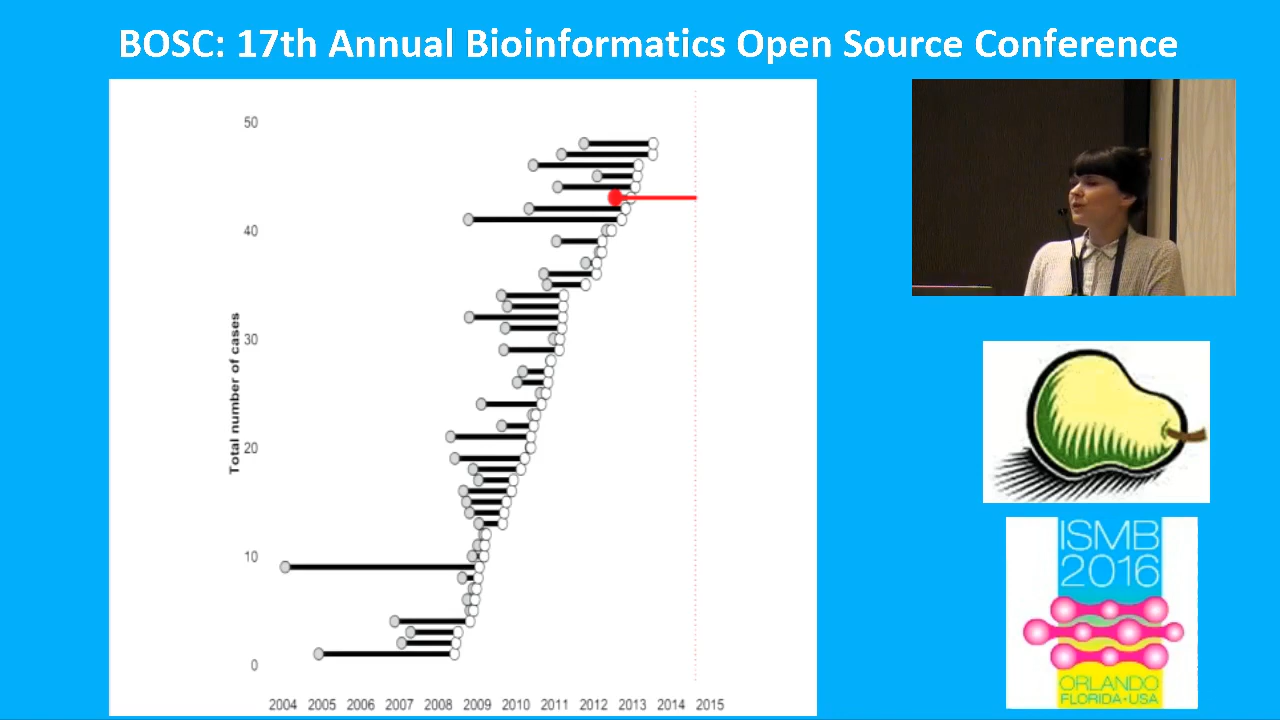 BOSC: 17th Annual Bioinformatics Open Source Conference
50
40
30
20
10
0
Total number of cases
2004 2005 2006 2007 2008 2009 2010 2011 2012 2013 2014 2015
ISMB
2016
ORLANDO
FLORIDA • USA